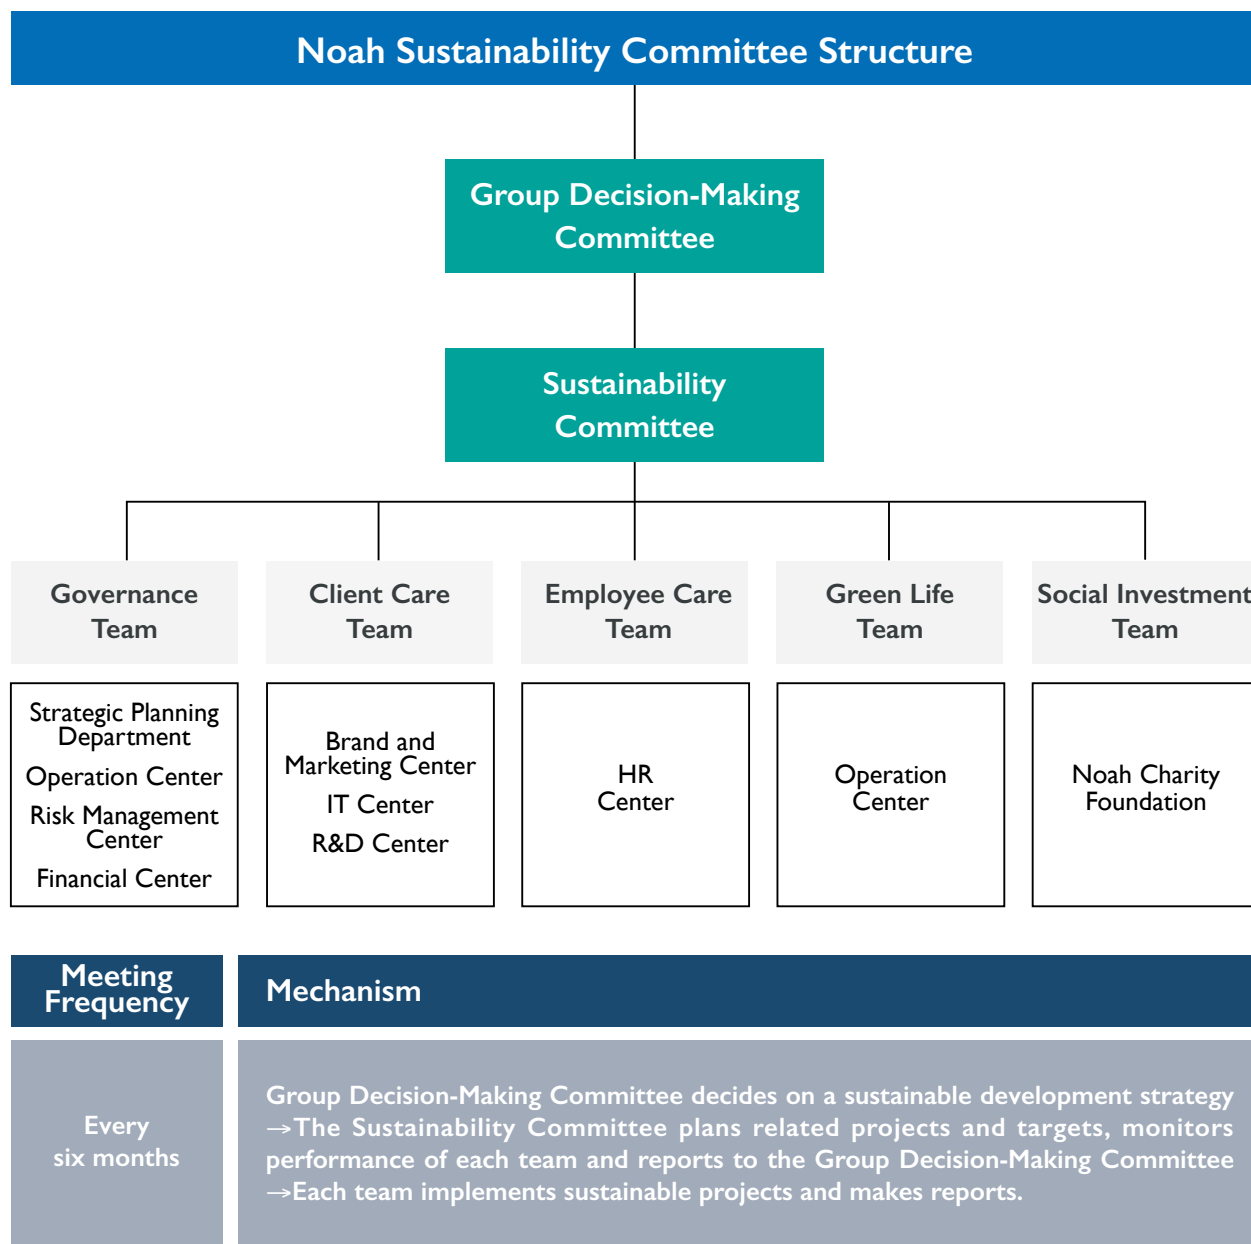 Noah Sustainability Committee Structure
Group Decision-Making
Committee
Sustainability
Committee
Governance
Team
Client Care
Team
Employee Care
Team
Green Life
Team
Social Investment
Team
Strategic Planning
Department
Operation Center
Risk Management
Center
Financial Center
Brand and
Marketing Center
IT Center
R&D Center
HR
Center
Operation
Center
Noah Charity
Foundation
Meeting
Frequency
Mechanism
Every
six months
Group Decision-Making Committee decides on a sustainable development strategy
→The Sustainability Committee plans related projects and targets, monitors
performance of each team and reports to the Group Decision-Making Committee
→Each team implements sustainable projects and makes reports.